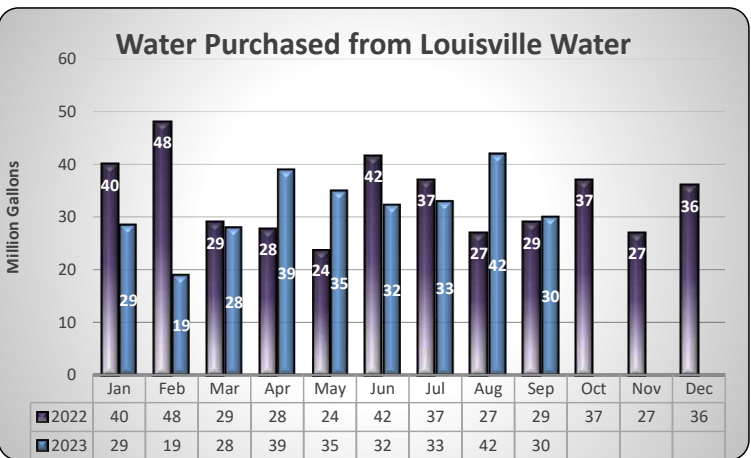 Water Purchased from Louisville Water
Million Gallons
60
50
40
30
20
10
0
40 48 29 28 24 42 37 27 29 37 27 36
29 19 28 39 35 32 33 42 30
Jan Feb Mar Apr May Jun Jul Aug Sep Oct Nov Dec
2022 40 48 29 28 24 42 37 27 29 37 27 36
2023 29 19 28 39 35 32 33 42 30